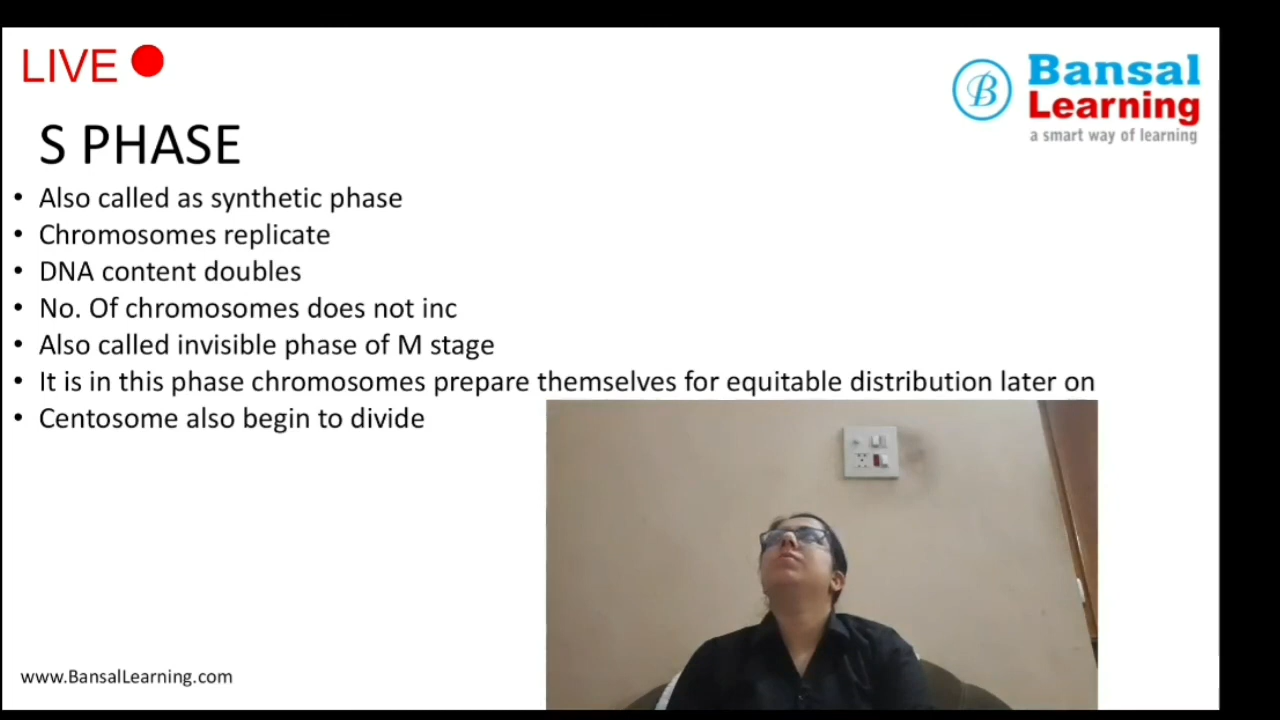 LIVE
Bansal
Learning
a smart way of learning
S PHASE
• Also called as synthetic phase
• Chromosomes replicate
• DNA content doubles
• No. Of chromosomes does not inc
• Also called invisible phase of M stage
• It is in this phase chromosomes prepare themselves for equitable distribution later on
• Centosome also begin to divide
www.BansalLearning.com